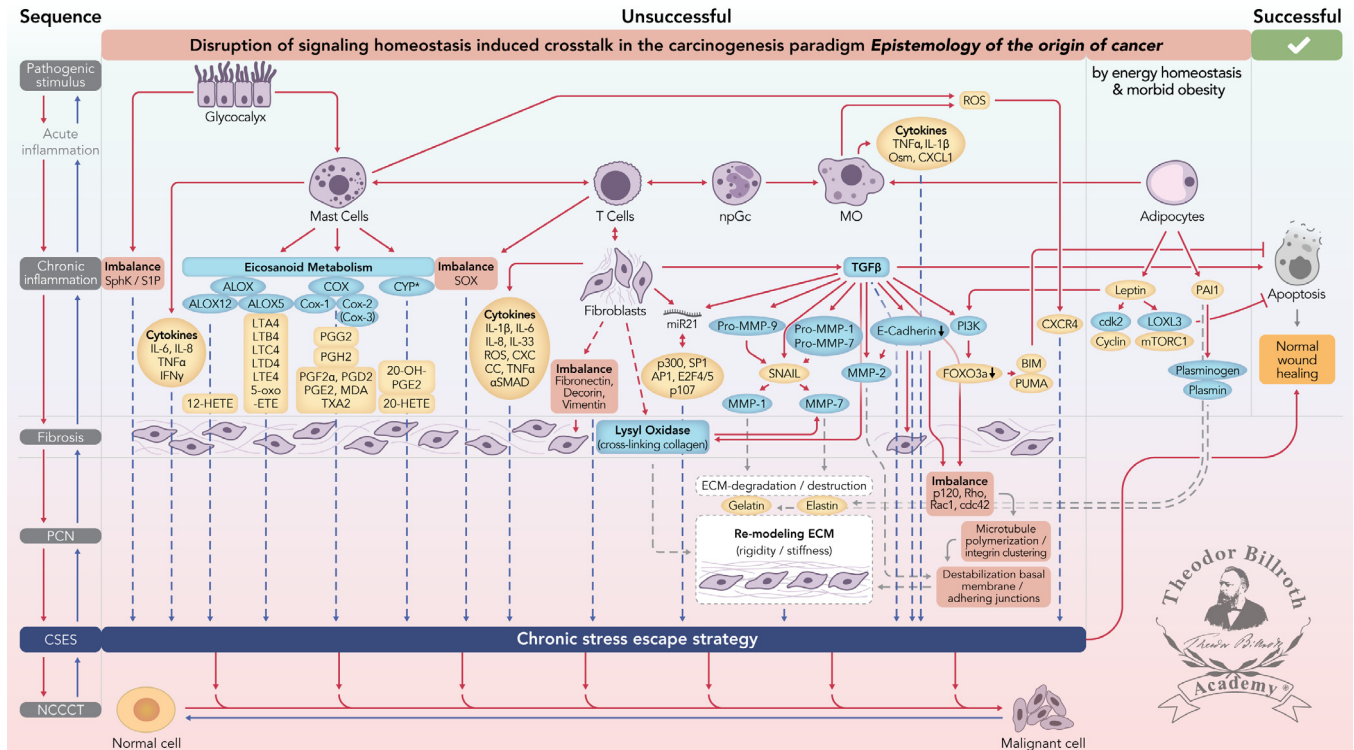 Sequence
Unsuccessful
Successful
Disruption of signaling homeostasis induced crosstalk in the carcinogenesis paradigm Epistemology of the origin of cancer
Pathogenic
stimulus
by energy homeostasis
& morbid obesity
Glycocalyx
ROS
Acute
inflammation
Cytokines
TNFα, IL-1β
Osm, CXCL1
Mast Cells
T Cells
npGc
MO
Adipocytes
Chronic
inflammation
Imbalance
SphK / S1P
Eicosanoid Metabolism
ALOX
COX
CYP*
ALOX12
ALOX5
Cox-1
Cox-2
(Cox-3)
Imbalance
SOX
Fibroblasts
TGFβ
Apoptosis
Leptin
PAI1
Cytokines
IL-6, IL-8
TNFα
IFNγ
LTA4
LTB4
LTC4
LTD4
LTE4
5-oxo
-ETE
PGG2
PGH2
PGF2α, PGD2
PGE2, MDA
TXA2
12-HETE
20-OH-
PGE2
20-HETE
Cytokines
IL-1β, IL-6
IL-8, IL-33
ROS, CXC
CC, TNFα
αSMAD
miR21
Pro-MMP-9
Pro-MMP-1
Pro-MMP-7
E-Cadherin
PI3K
CXCR4
cdk2
Cyclin
LOXL3
mTORC1
Imbalance
Fibronectin,
Decorin,
Vimentin
p300, SP1
AP1, E2F4/5
p107
SNAIL
MMP-2
FOXO3a
BIM
PUMA
Plasminogen
Plasmin
Normal
wound
healing
MMP-1
MMP-7
Fibrosis
Lysyl Oxidase
(cross-linking collagen)
ECM-degradation / destruction
Gelatin
Elastin
Imbalance
p120, Rho,
Rac1, cdc42
PCN
Re-modeling ECM
(rigidity / stiffness)
Microtubule
polymerization /
integrin clustering
Destabilization basal
membrane /
adhering junctions
Theodor Billroth
Academy®
CSES
Chronic stress escape strategy
NCCCT
Normal cell
Malignant cell